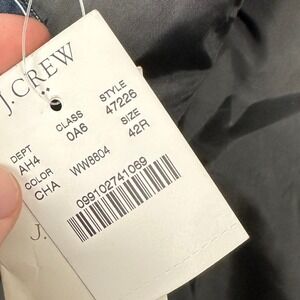 J.CREW
DEPT CLASS STYLE
AH4 0A6 47226
COLOR SIZE
CHA WW8804 42R
099102741069
J.